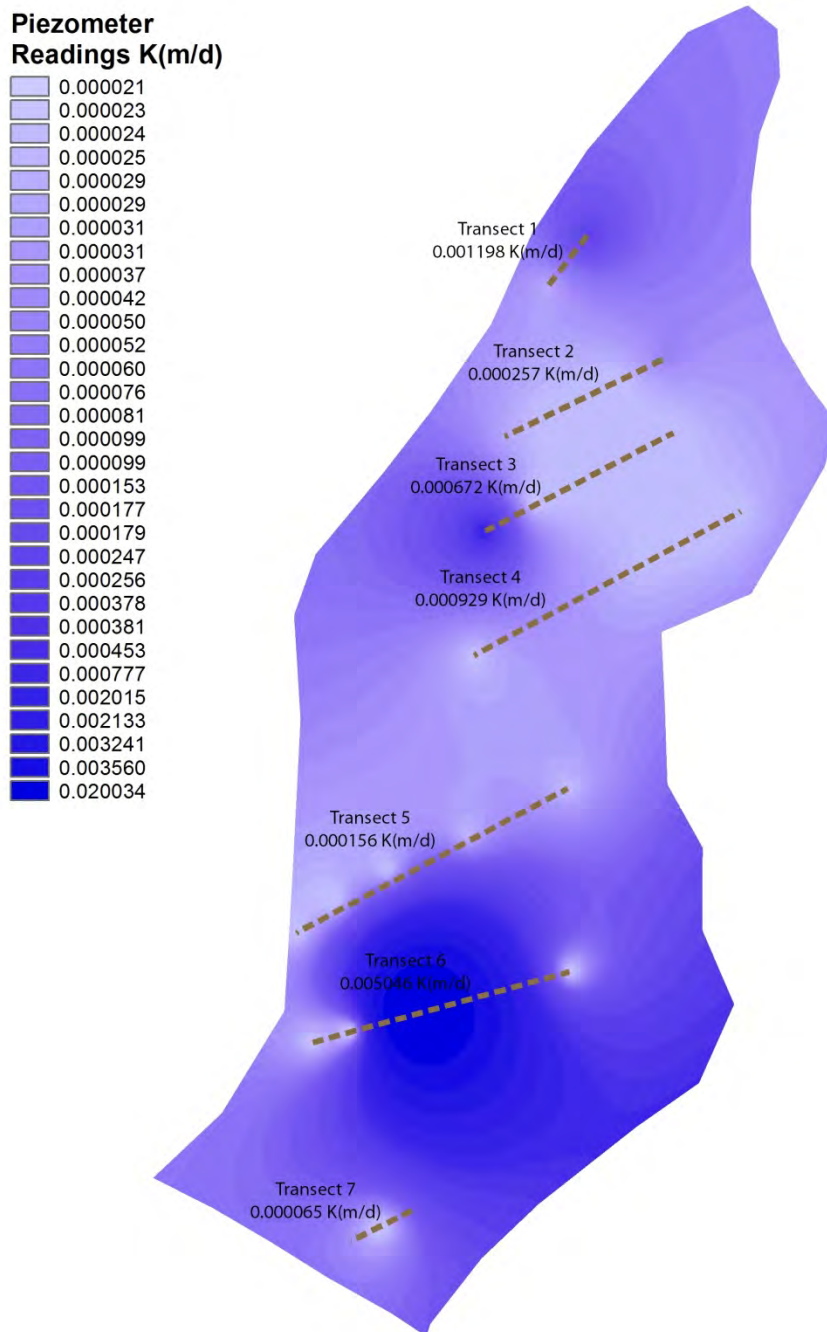 Piezometer
Readings K(m/d)
0.000021
0.000023
0.000024
0.000025
0.000029
0.000029
0.000031
0.000031
0.000037
0.000042
0.000050
0.000052
0.000060
0.000076
0.000081
0.000099
0.000099
0.000153
0.000177
0.000179
0.000247
0.000256
0.000378
0.000381
0.000453
0.000777
0.002015
0.002133
0.003241
0.003560
0.020034
Transect 1
0.001198 K(m/d)
Transect 2
0.000257 K(m/d)
Transect 3
0.000672 K(m/d)
Transect 4
0.000929 K(m/d)
Transect 5
0.000156 K(m/d)
Transect 6
0.005046 K(m/d)
Transect 7
0.000065 K(m/d)